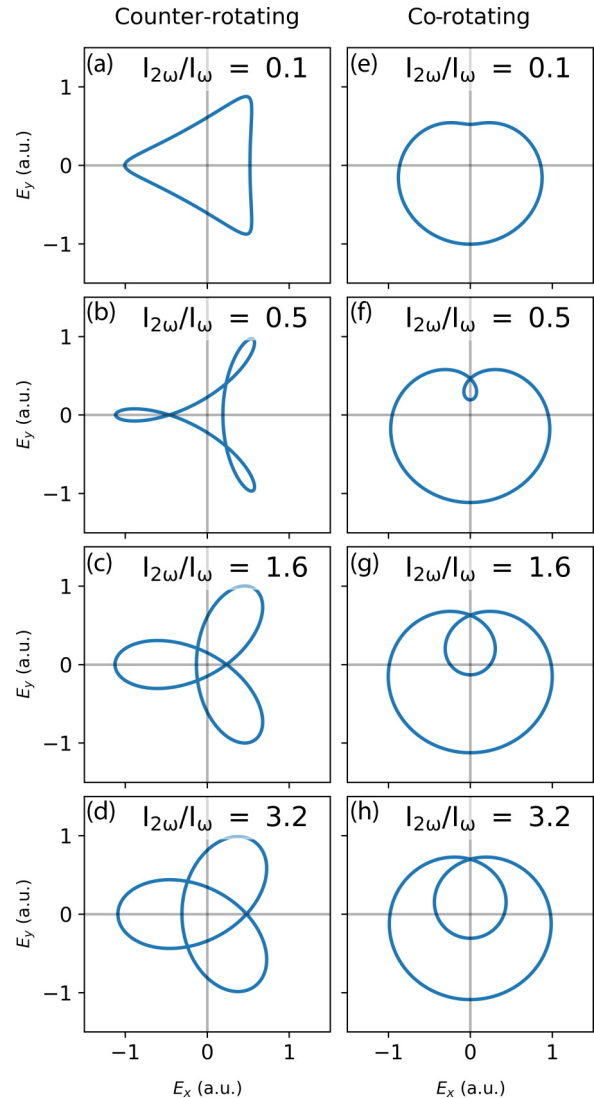 Counter-rotating Co-rotating
(a) I2ω/Iω = 0.1
(e) I2ω/Iω = 0.1
1
0
−1
Ey (a.u.)
(b) I2ω/Iω = 0.5
(f) I2ω/Iω = 0.5
1
0
−1
Ey (a.u.)
(c) I2ω/Iω = 1.6
(g) I2ω/Iω = 1.6
1
0
−1
Ey (a.u.)
(d) I2ω/Iω = 3.2
(h) I2ω/Iω = 3.2
1
0
−1
Ey (a.u.)
−1 0 1
−1 0 1
Ex (a.u.)
Ex (a.u.)